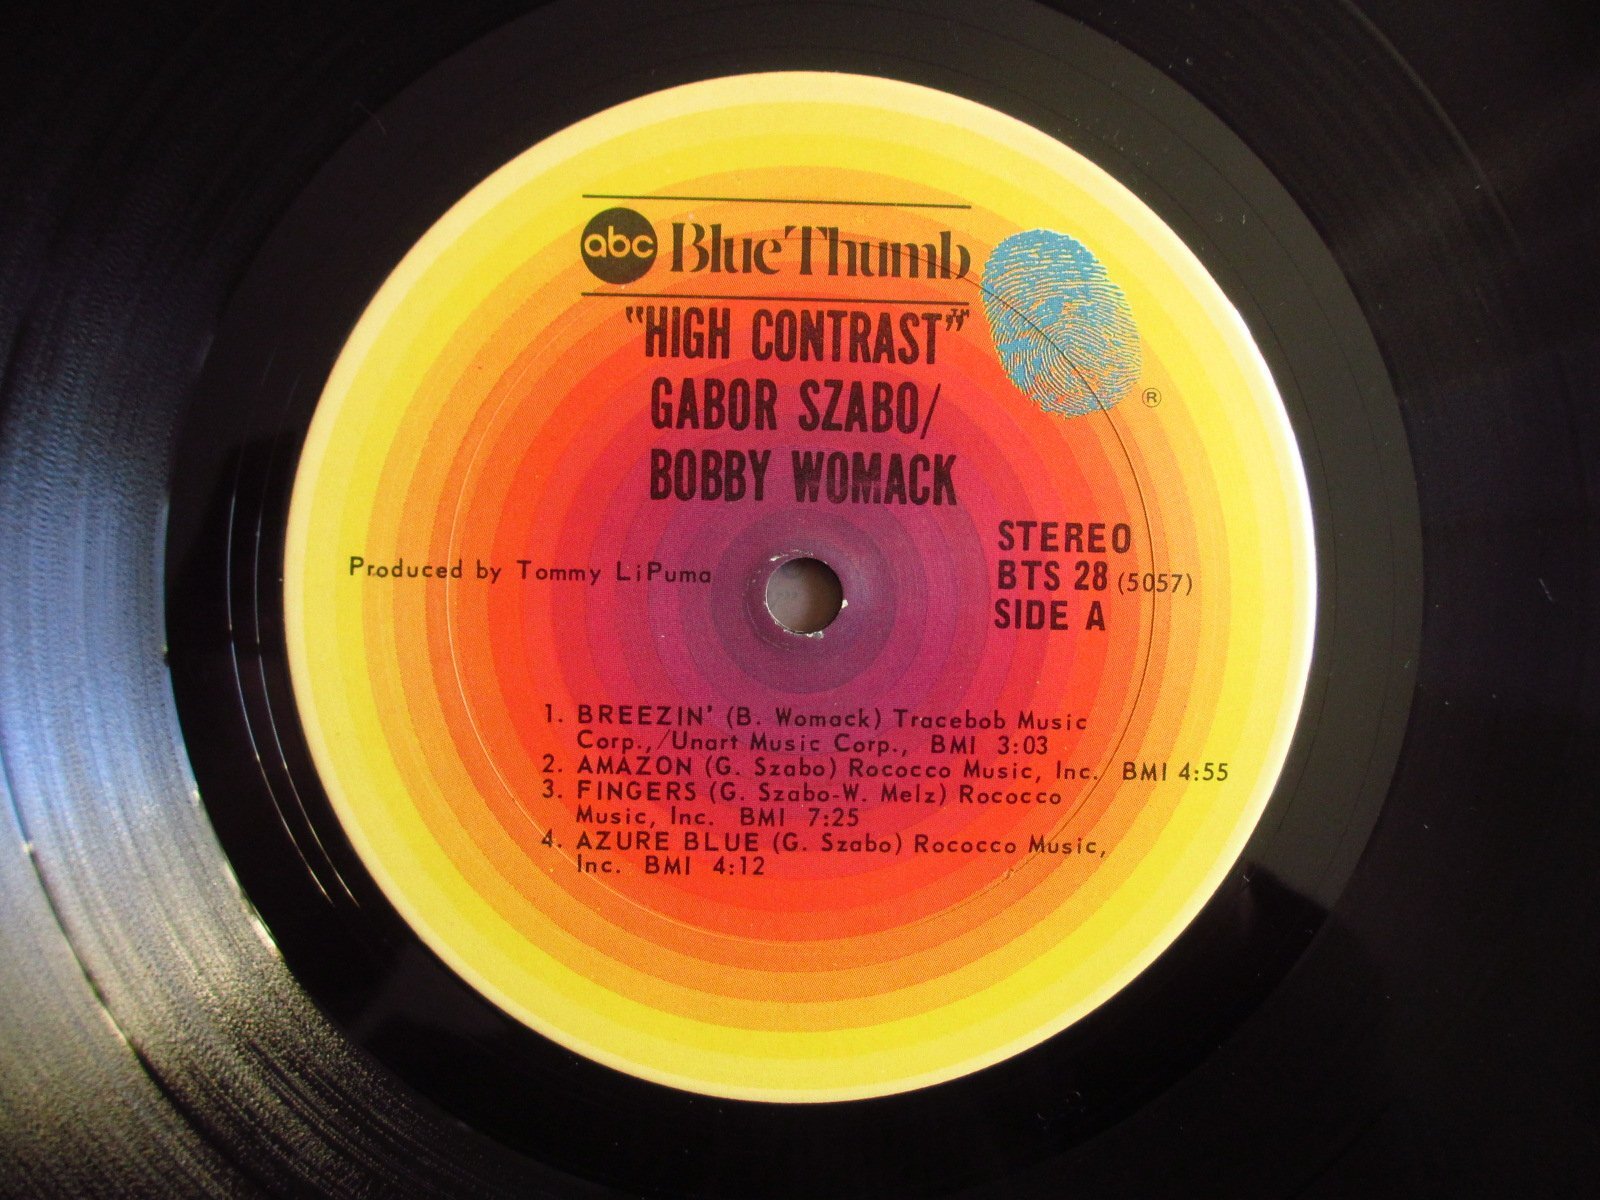 abc Blue Thumb
TM
"HIGH CONTRAST"
GABOR SZABO/
BOBBY WOMACK
®
STEREO
BTS 28 (5057)
SIDE A
Produced by Tommy LiPuma
1. BREEZIN' (B. Womack) Tracebob Music
Corp.,/Unart Music Corp., BMI 3:03
2. AMAZON (G. Szabo) Rococco Music, Inc. BMI 4:55
3. FINGERS (G. Szabo-W. Melz) Rococco
Music, Inc. BMI 7:25
4. AZURE BLUE (G. Szabo) Rococco Music,
Inc. BMI 4:12